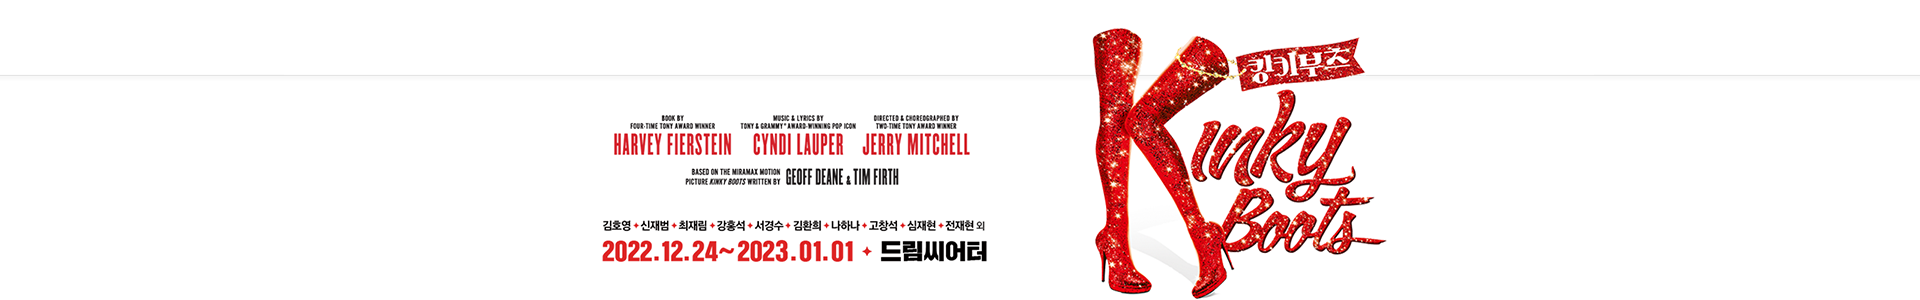 BOOK BY
FOUR-TIME TONY AWARD WINNER
HARVEY FIERSTEIN
MUSIC & LYRICS BY
TONY & GRAMMY® AWARD-WINNING POP ICON
CYNDI LAUPER
DIRECTED & CHOREOGRAPHED BY
TWO-TIME TONY AWARD WINNER
JERRY MITCHELL
BASED ON THE MIRAMAX MOTION
PICTURE KINKY BOOTS WRITTEN BY
GEOFF DEANE & TIM FIRTH
김호영 ✦ 신재범 ✦ 최재림 ✦ 강홍석 ✦ 서경수 ✦ 김환희 ✦ 나하나 ✦ 고창석 ✦ 심재현 ✦ 전재현 외
2022.12.24~2023.01.01 ✦ 드림씨어터
킹키부츠
Kinky
Boots